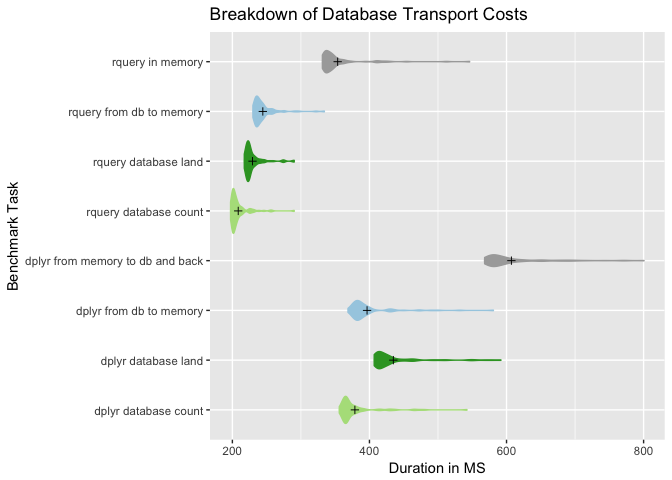 Breakdown of Database Transport Costs
Benchmark Task
rquery in memory
rquery from db to memory
rquery database land
rquery database count
dplyr from memory to db and back
dplyr from db to memory
dplyr database land
dplyr database count
200 400 600 800
Duration in MS